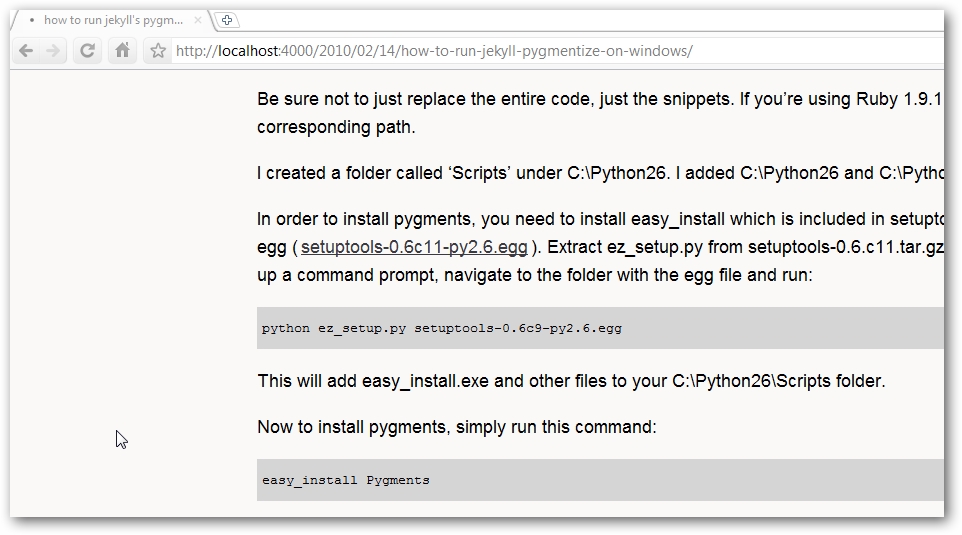 how to run jekyll's pygm...
http://localhost:4000/2010/02/14/how-to-run-jekyll-pygmentize-on-windows/
Be sure not to just replace the entire code, just the snippets. If you’re using Ruby 1.9.1
corresponding path.
I created a folder called ‘Scripts’ under C:\Python26. I added C:\Python26 and C:\Pytho
In order to install pygments, you need to install easy_install which is included in setupto
egg ( setuptools-0.6c11-py2.6.egg ). Extract ez_setup.py from setuptools-0.6.c11.tar.gz
up a command prompt, navigate to the folder with the egg file and run:
python ez_setup.py setuptools-0.6c9-py2.6.egg
This will add easy_install.exe and other files to your C:\Python26\Scripts folder.
Now to install pygments, simply run this command:
easy_install Pygments